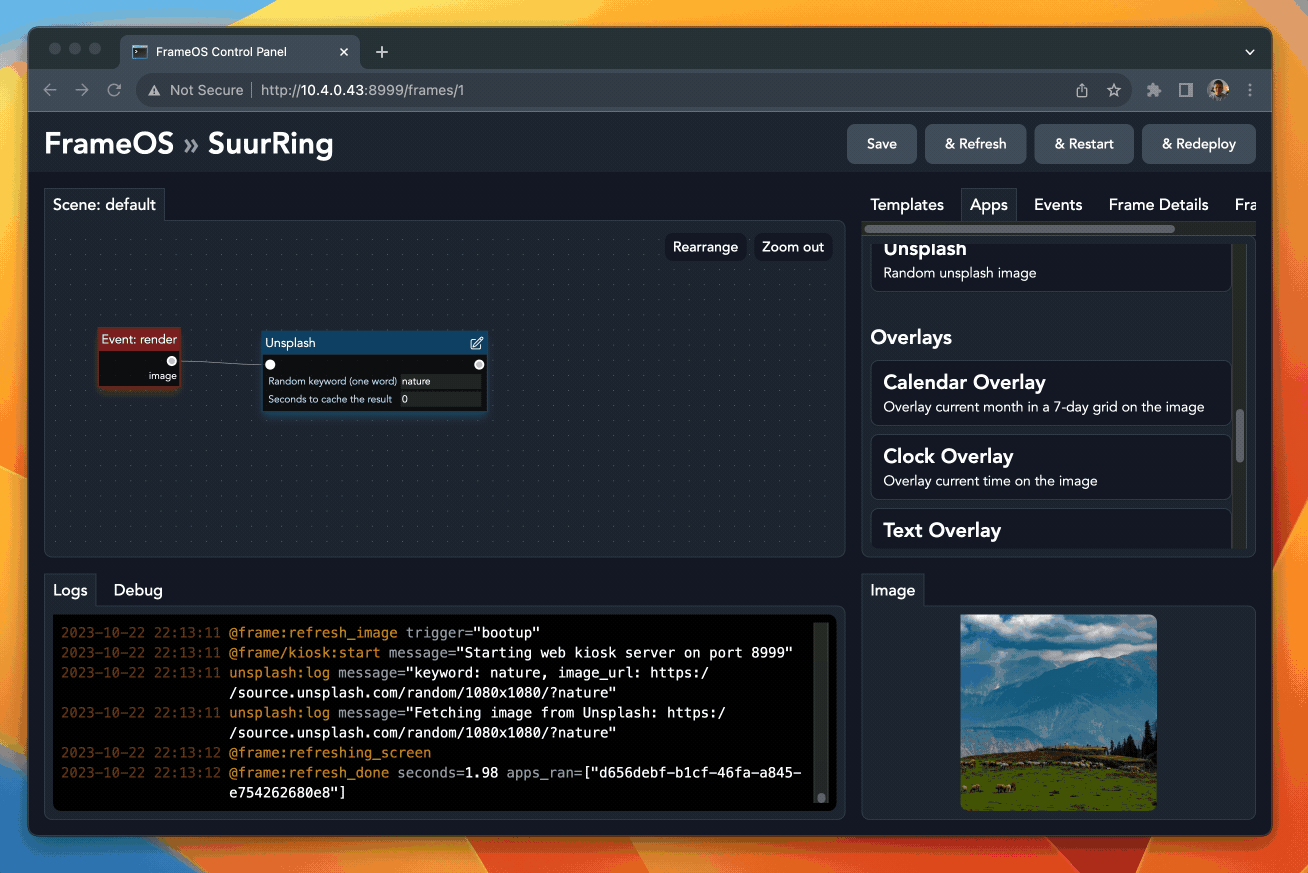 FrameOS Control Panel
Not Secure
http://10.4.0.43:8999/frames/1
FrameOS » SuurRing
Save
& Refresh
& Restart
& Redeploy
Scene: default
Rearrange
Zoom out
Event: render
image
Unsplash
Random keyword (one word) nature
Seconds to cache the result 0
Templates
Apps
Events
Frame Details
Fra
Unsplash
Random unsplash image
Overlays
Calendar Overlay
Overlay current month in a 7-day grid on the image
Clock Overlay
Overlay current time on the image
Text Overlay
Logs
Debug
2023-10-22 22:13:11 @frame:refresh_image trigger="bootup"
2023-10-22 22:13:11 @frame/kiosk:start message="Starting web kiosk server on port 8999"
2023-10-22 22:13:11 unsplash:log message="keyword: nature, image_url: https:/
/source.unsplash.com/random/1080x1080/?nature"
2023-10-22 22:13:11 unsplash:log message="Fetching image from Unsplash: https:/
/source.unsplash.com/random/1080x1080/?nature"
2023-10-22 22:13:12 @frame:refreshing_screen
2023-10-22 22:13:12 @frame:refresh_done seconds=1.98 apps_ran=["d656debf-b1cf-46fa-a845-
e754262680e8"]
Image